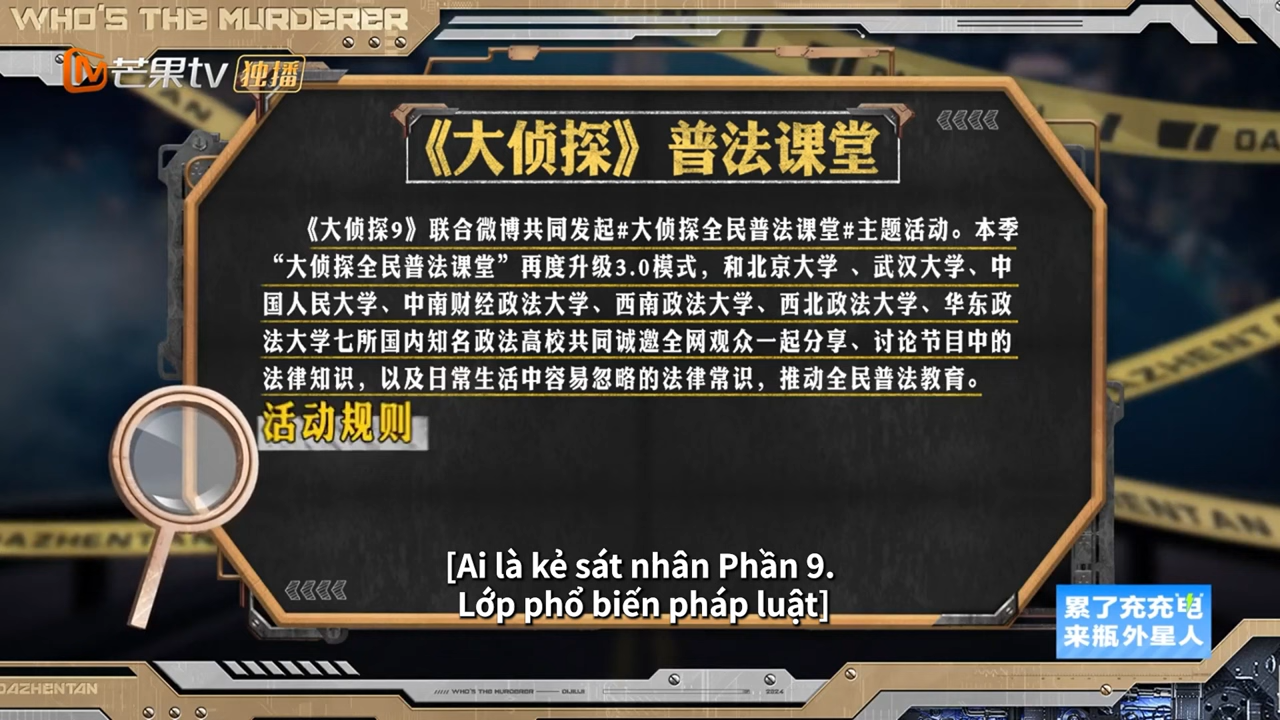 WHO'S THE MURDERER
芒果tv 独播
《大侦探》普法课堂
《大侦探9》联合微博共同发起#大侦探全民普法课堂#主题活动。本季
“大侦探全民普法课堂”再度升级3.0模式，和北京大学 、武汉大学、中
国人民大学、中南财经政法大学、西南政法大学、西北政法大学、华东政
法大学七所国内知名政法高校共同诚邀全网观众一起分享、讨论节目中的
法律知识，以及日常生活中容易忽略的法律常识，推动全民普法教育。
活动规则
[Ai là kẻ sát nhân Phần 9.
Lớp phổ biến pháp luật]
累了充充电
来瓶外星人
DAZHENTAN
WHO'S THE MURDERER
2024